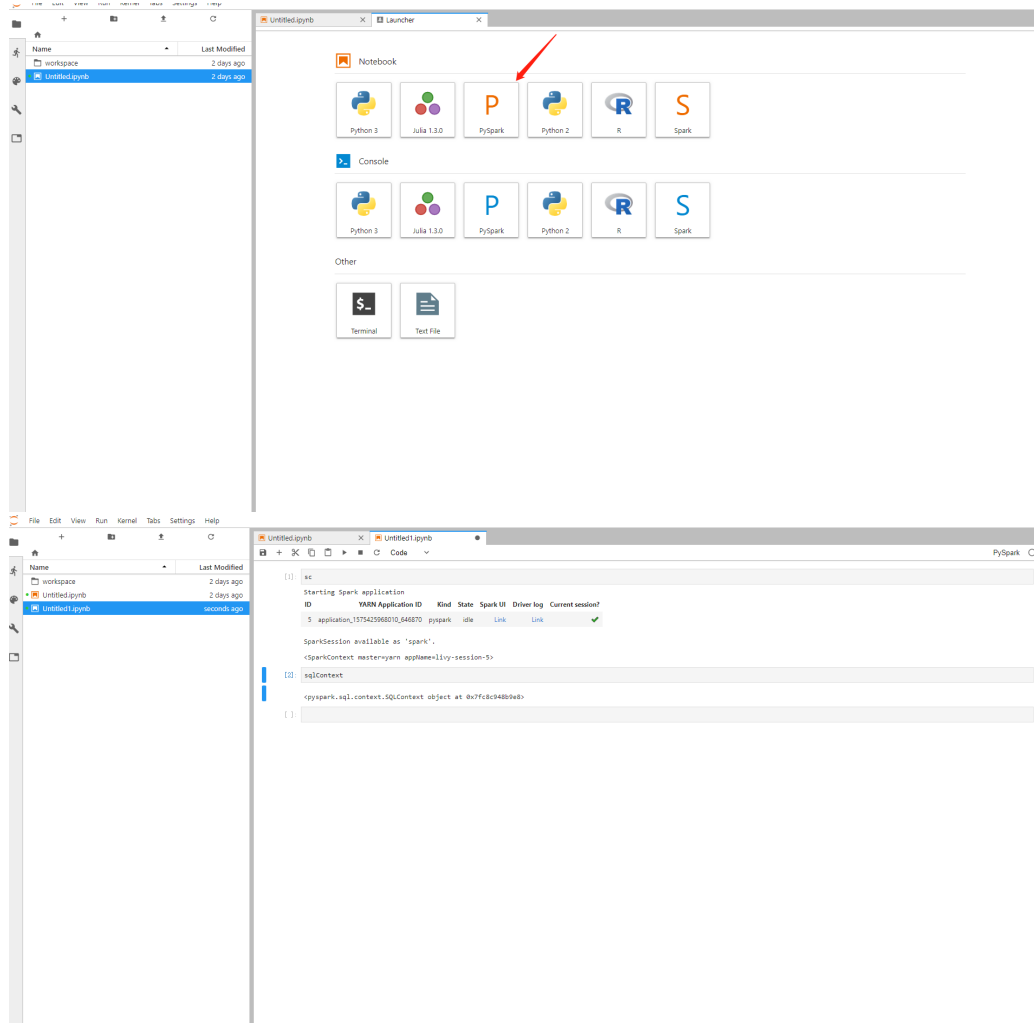 File Edit View Run Kernel Tabs Settings Help
Untitled.ipynb
Launcher
Name Last Modified
workspace 2 days ago
Untitled.ipynb 2 days ago
Notebook
P S
Python 3 Julia 1.3.0 PySpark Python 2 R Spark
Console
P S
Python 3 Julia 1.3.0 PySpark Python 2 R Spark
Other
$_
Terminal Text File
File Edit View Run Kernel Tabs Settings Help
Untitled.ipynb
Untitled1.ipynb
Code
PySpark
Name Last Modified
workspace 2 days ago
Untitled.ipynb 2 days ago
Untitled1.ipynb seconds ago
[1]: sc
Starting Spark application
ID YARN Application ID Kind State Spark UI Driver log Current session?
5 application_1575425968010_646870 pyspark idle Link Link ✔
SparkSession available as 'spark'.
<SparkContext master=yarn appName=livy-session-5>
[2]: sqlContext
<pyspark.sql.context.SQLContext object at 0x7fc8c948b9e8>
[ ]: